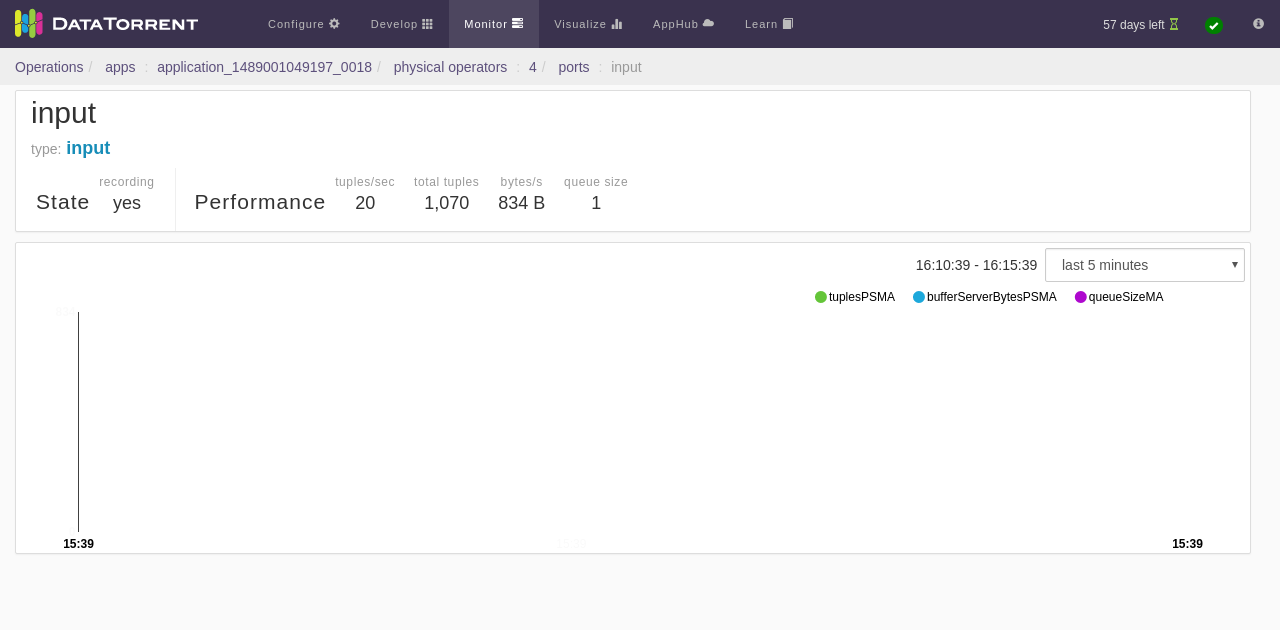 DATATORRENT Configure Develop Monitor Visualize AppHub Learn 57 days left
Operations / apps : application_1489001049197_0018 / physical operators : 4 / ports : input
input
type: input
recording tuples/sec total tuples bytes/s queue size
State yes Performance 20 1,070 834 B 1
16:10:39 - 16:15:39 last 5 minutes
tuplesPSMA bufferServerBytesPSMA queueSizeMA
15:39 15:39